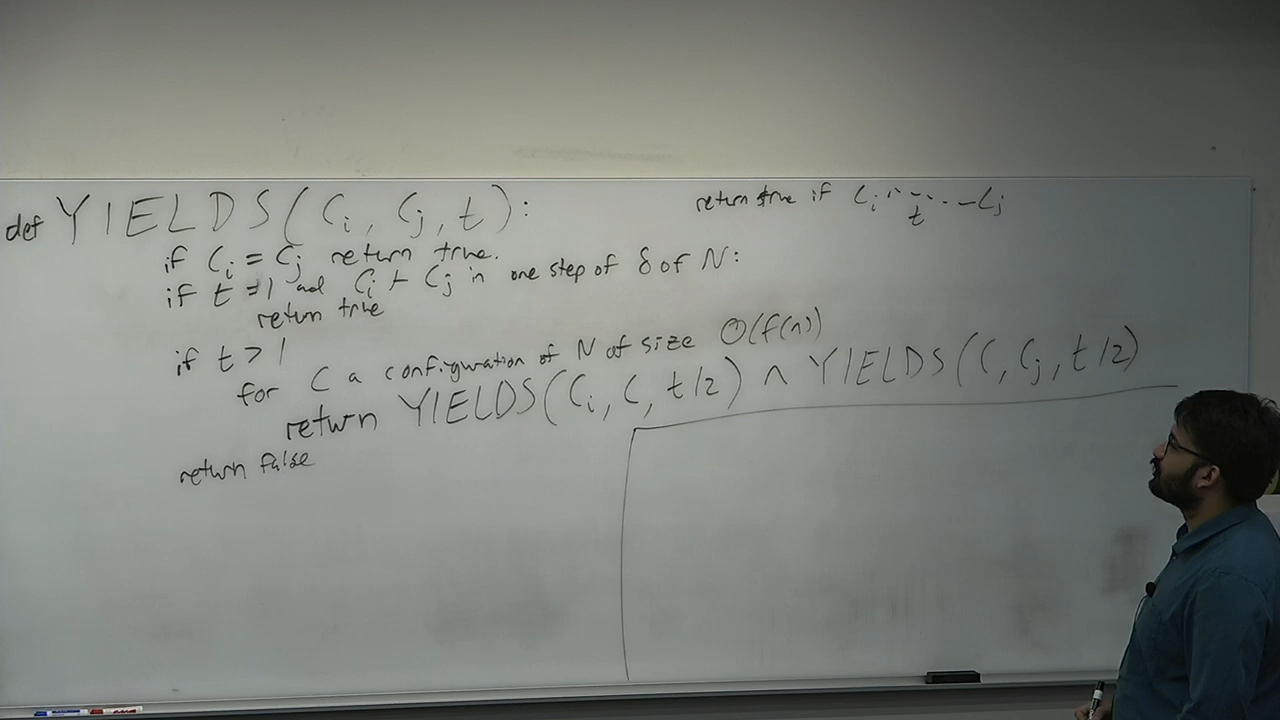 def YIELDS(Ci, Cj, t):
return true if Ci ⊢ ... - Cj
t
if Ci = Cj return true.
if t = 1 and Ci ⊢ Cj in one step of δ of N:
return true
if t > 1
for C a configuration of N of size O(f(n))
return YIELDS(Ci, C, t/2) ∧ YIELDS(C, Cj, t/2)
return false